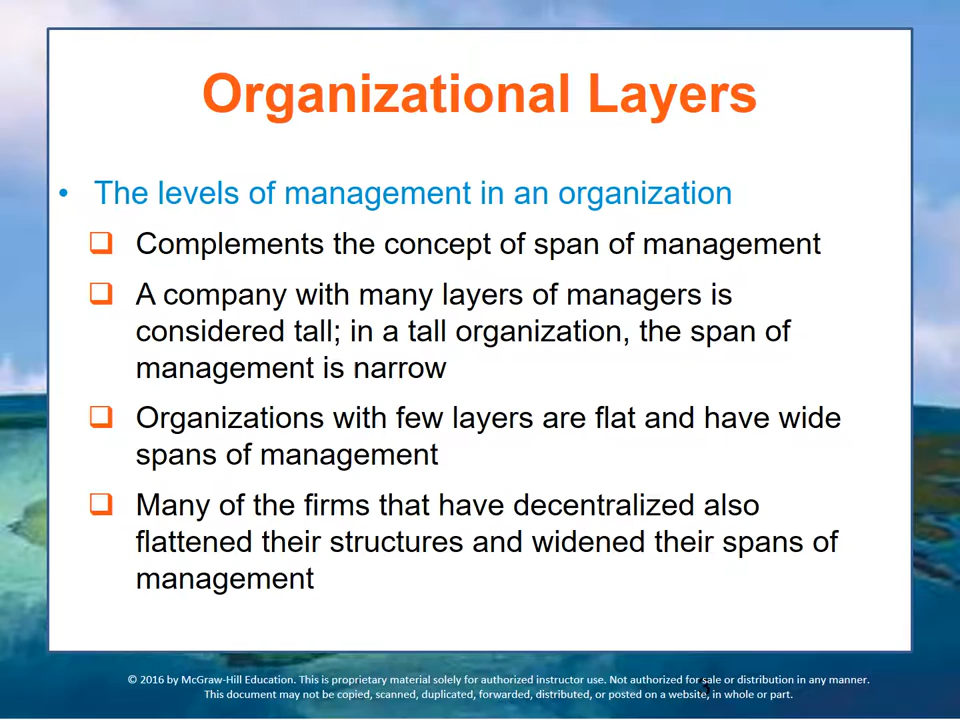 Organizational Layers
• The levels of management in an organization
❑ Complements the concept of span of management
❑ A company with many layers of managers is
considered tall; in a tall organization, the span of
management is narrow
❑ Organizations with few layers are flat and have wide
spans of management
❑ Many of the firms that have decentralized also
flattened their structures and widened their spans of
management
© 2016 by McGraw-Hill Education. This is proprietary material solely for authorized instructor use. Not authorized for sale or distribution in any manner.
This document may not be copied, scanned, duplicated, forwarded, distributed, or posted on a website, in whole or part.